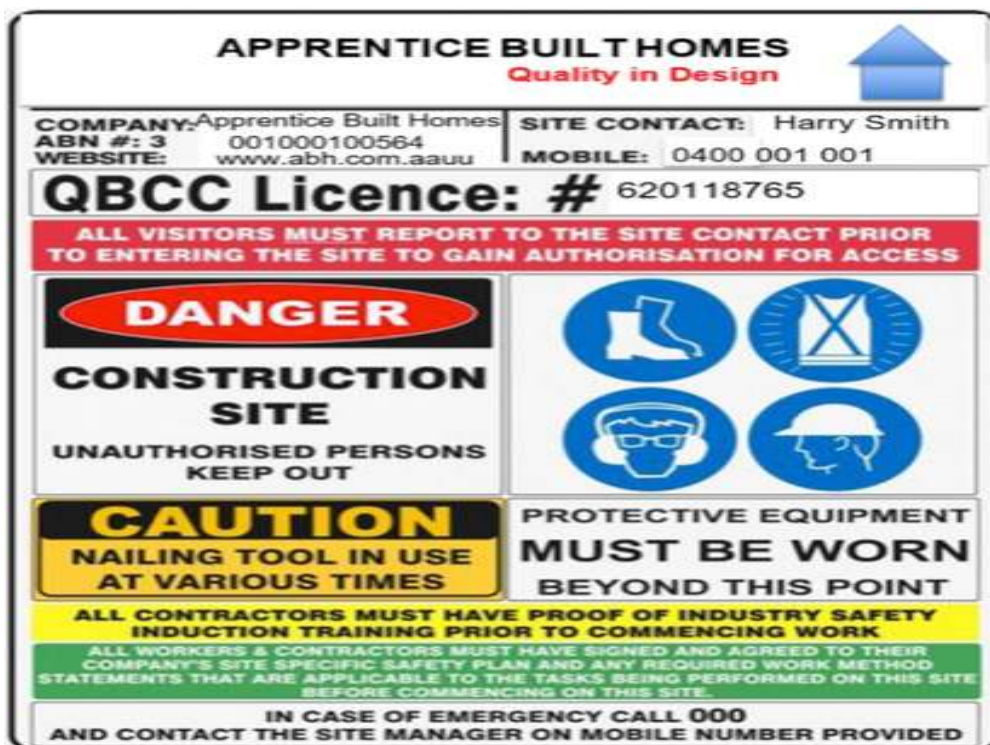 APPRENTICE BUILT HOMES
Quality in Design
COMPANY: Apprentice Built Homes
ABN #: 3 001000100564
WEBSITE: www.abh.com.aauu
SITE CONTACT: Harry Smith
MOBILE: 0400 001 001
QBCC Licence: # 620118765
ALL VISITORS MUST REPORT TO THE SITE CONTACT PRIOR
TO ENTERING THE SITE TO GAIN AUTHORISATION FOR ACCESS
DANGER
CONSTRUCTION
SITE
UNAUTHORISED PERSONS
KEEP OUT
CAUTION
NAILING TOOL IN USE
AT VARIOUS TIMES
PROTECTIVE EQUIPMENT
MUST BE WORN
BEYOND THIS POINT
ALL CONTRACTORS MUST HAVE PROOF OF INDUSTRY SAFETY
INDUCTION TRAINING PRIOR TO COMMENCING WORK
ALL WORKERS & CONTRACTORS MUST HAVE SIGNED AND AGREED TO THEIR
COMPANY'S SITE SPECIFIC SAFETY PLAN AND ANY REQUIRED WORK METHOD
STATEMENTS THAT ARE APPLICABLE TO THE TASKS BEING PERFORMED ON THIS SITE
BEFORE COMMENCING ON THIS SITE.
IN CASE OF EMERGENCY CALL 000
AND CONTACT THE SITE MANAGER ON MOBILE NUMBER PROVIDED